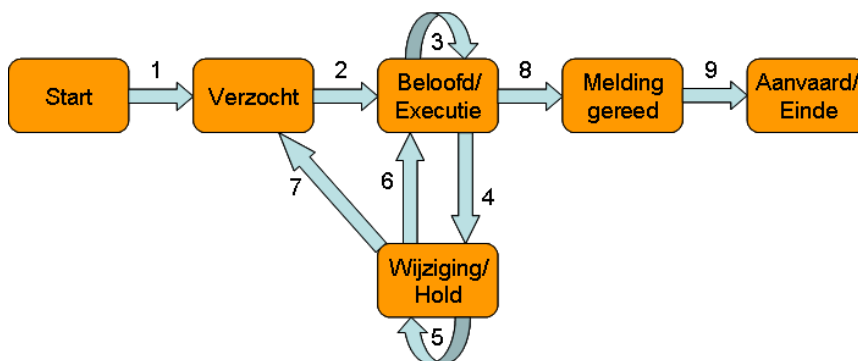 3
1
2
8
9
Start
Verzocht
Beloofd/
Executie
Melding
gereed
Aanvaard/
Einde
7
6
4
Wijziging/
Hold
5